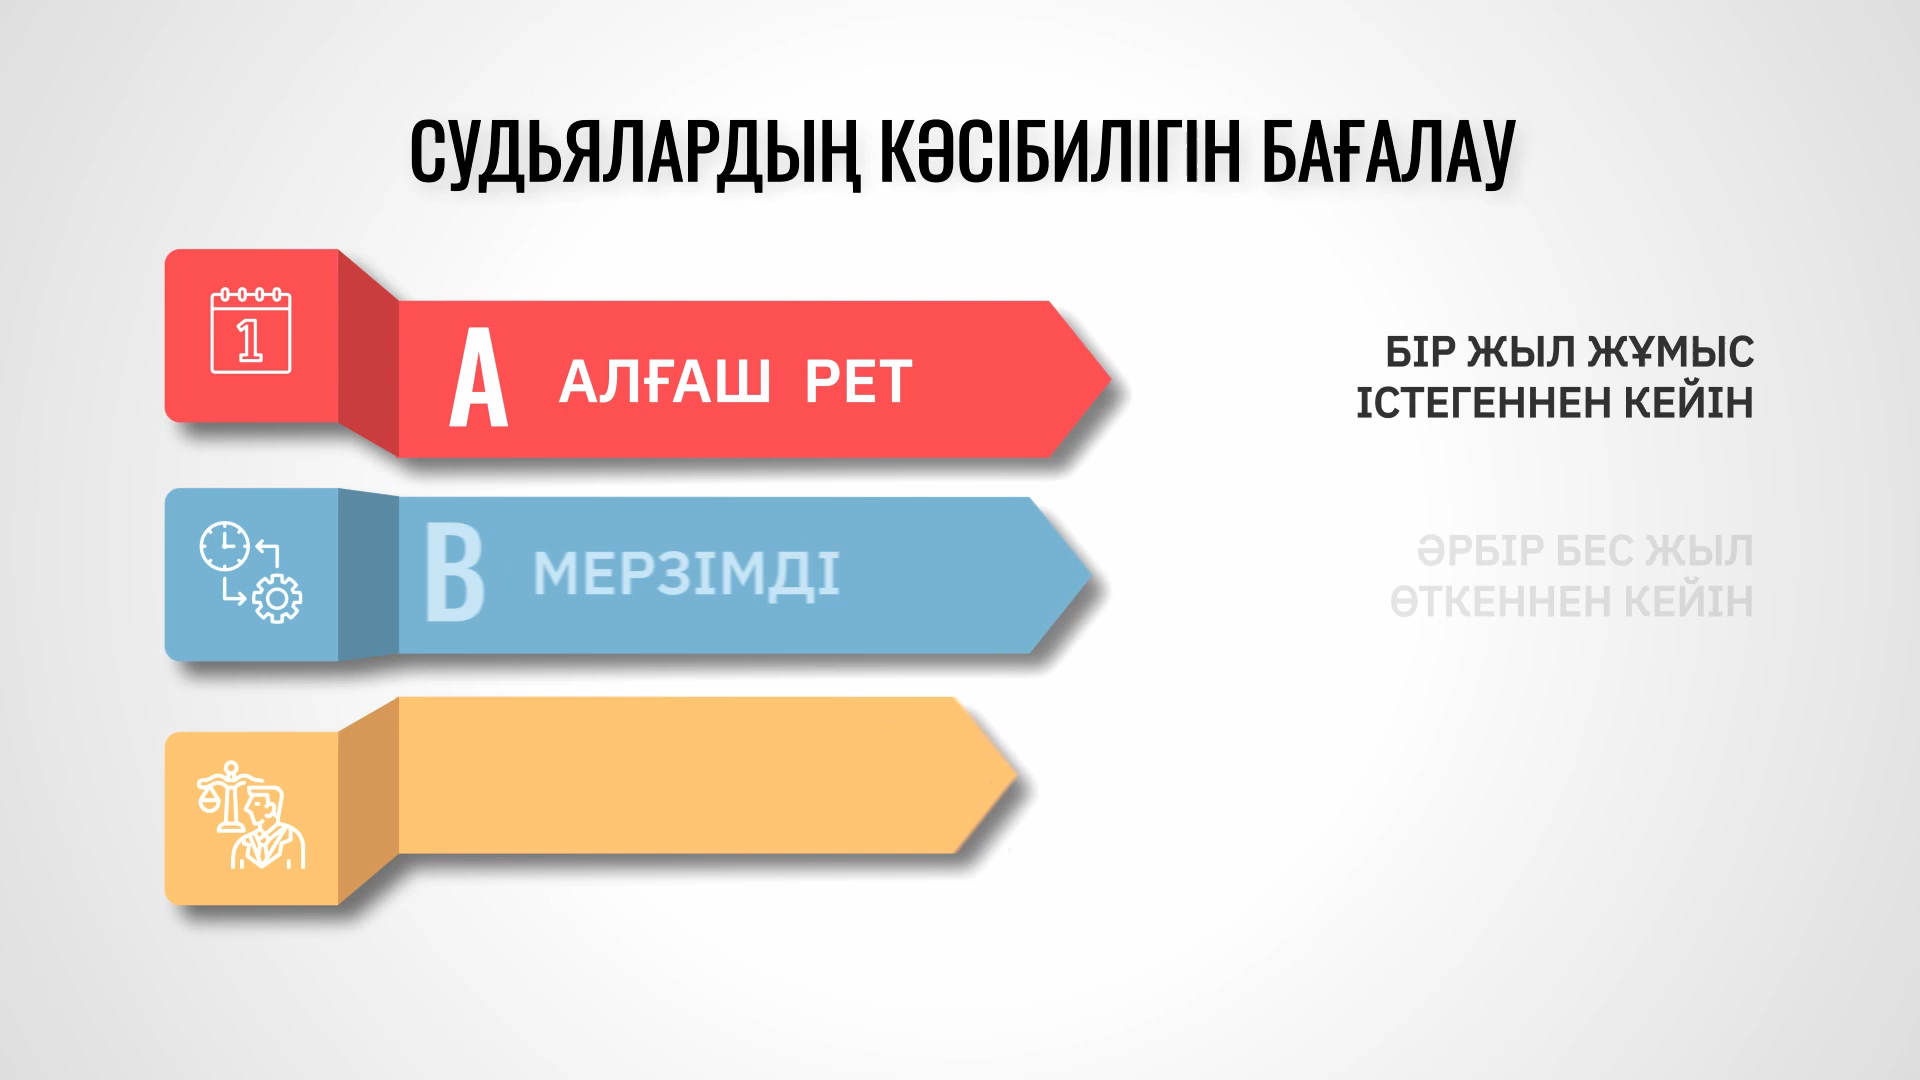 СУДЬЯЛАРДЫҢ КӘСІБИЛІГІН БАҒАЛАУ
1
A АЛҒАШ РЕТ
БІР ЖЫЛ ЖҰМЫС
ІСТЕГЕННЕН КЕЙІН
B МЕРЗІМДІ
ӘРБІР БЕС ЖЫЛ
ӨТКЕННЕН КЕЙІН